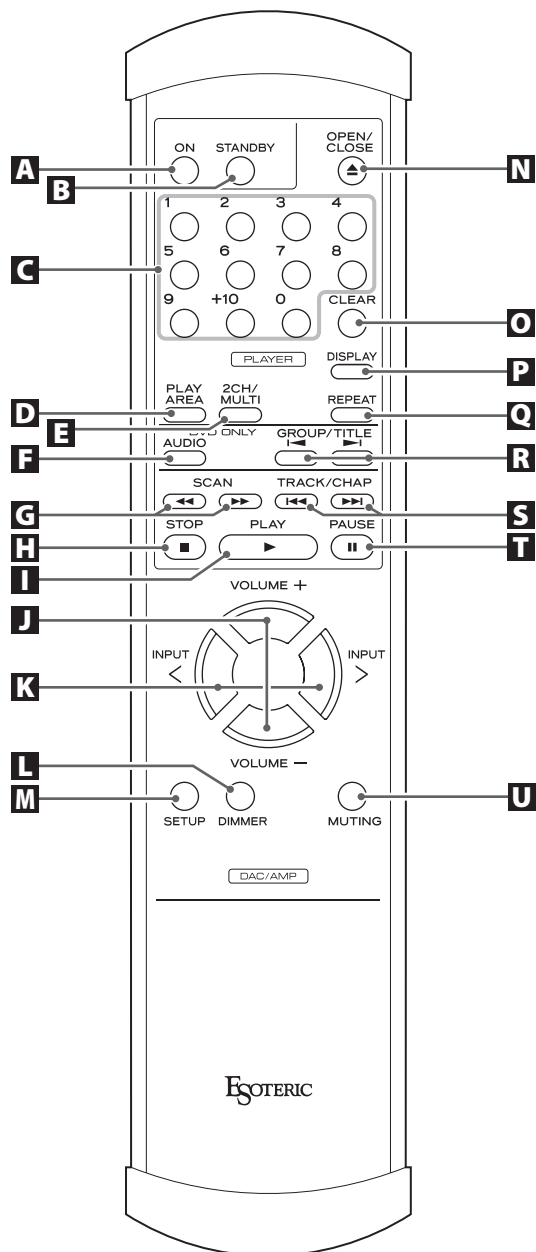 ON STANDBY OPEN/
CLOSE
A N
B
1 2 3 4
5 6 7 8
C
9 +10 0 CLEAR
O
PLAYER DISPLAY
P
PLAY
AREA 2CH/
MULTI REPEAT
D Q
E DVD ONLY GROUP/TITLE
F AUDIO R
SCAN TRACK/CHAP
G S
STOP PLAY PAUSE
H T
I
VOLUME +
J
INPUT INPUT
< >
K
VOLUME –
L
M U
SETUP DIMMER MUTING
DAC/AMP
ESOTERIC